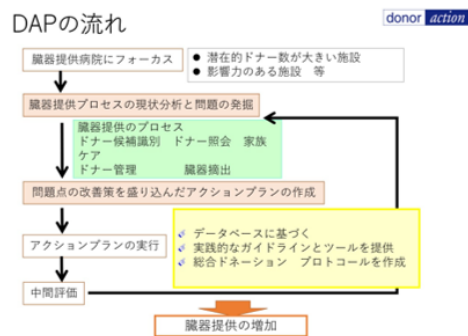 DAPの流れ
donor action
臓器提供病院にフォーカス
● 潜在的ドナー数が大きい施設
● 影響力のある施設　等
臓器提供プロセスの現状分析と問題の発掘
臓器提供のプロセス
ドナー候補識別　ドナー照会　家族
ケア
ドナー管理　　　臓器摘出
問題点の改善策を盛り込んだアクションプランの作成
データベースに基づく
実践的なガイドラインとツールを提供
総合ドネーション　プロトコールを作成
アクションプランの実行
中間評価
臓器提供の増加